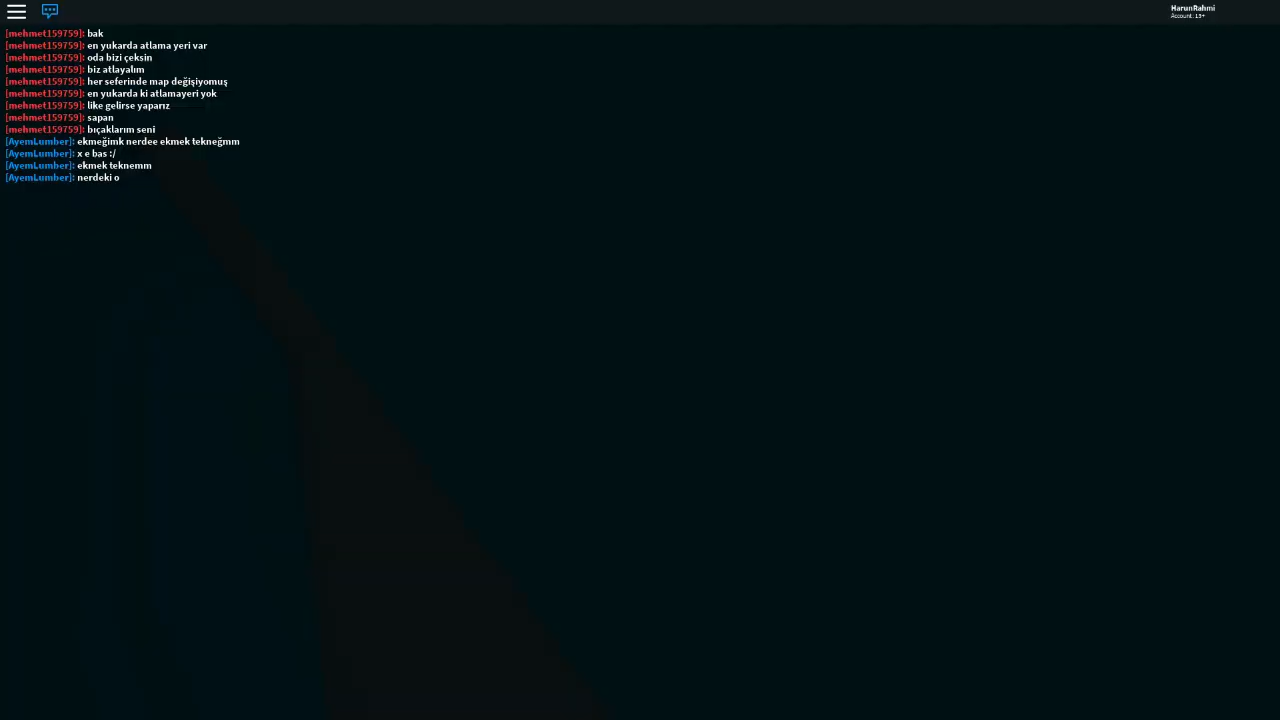 HarunRahmi
Account: 13+
[mehmet159759]: bak
[mehmet159759]: en yukarda atlama yeri var
[mehmet159759]: oda bizi çeksin
[mehmet159759]: biz atlayalım
[mehmet159759]: her seferinde map değişiyomuş
[mehmet159759]: en yukarda ki atlamayeri yok
[mehmet159759]: like gelirse yaparız
[mehmet159759]: sapan
[mehmet159759]: bıçaklarım seni
[AyemLumber]: ekmeğimk nerdee ekmek tekneğmm
[AyemLumber]: x e bas :/
[AyemLumber]: ekmek teknemm
[AyemLumber]: nerdeki o